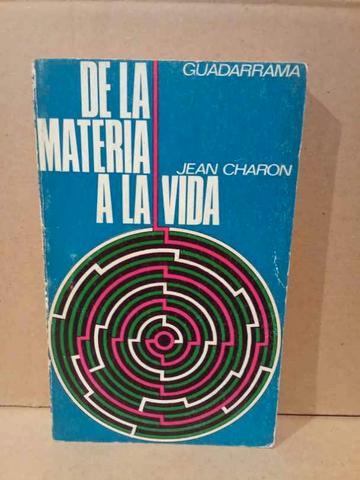 GUADARRAMA
DE LA
MATERIA
JEAN CHARON
A LA VIDA